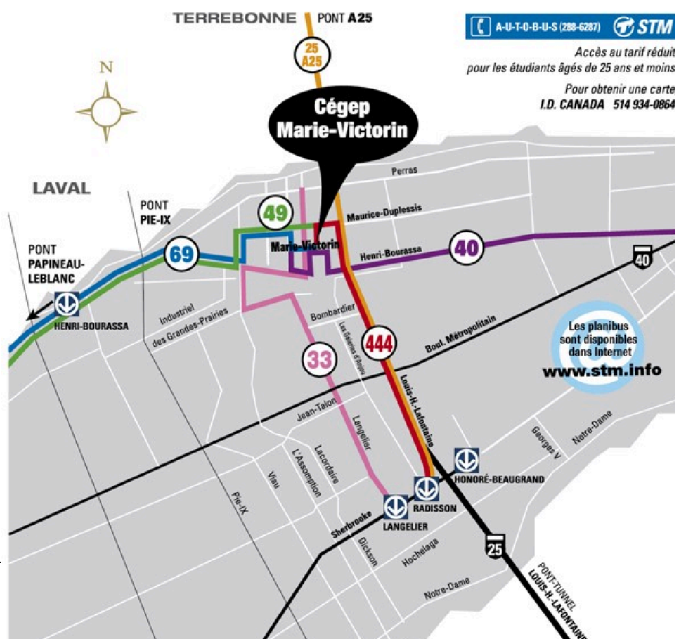 TERREBONNE
PONT A25
A-U-T-O-B-U-S (288-6287) STM
25
A25
Accès au tarif réduit
pour les étudiants âgés de 25 ans et moins
Pour obtenir une carte
I.D. CANADA 514 934-0864
N
Cégep
Marie-Victorin
Perras
LAVAL
PONT
PIE-IX
49
Maurice-Duplessis
PONT
PAPINEAU-
LEBLANC
69
Marie-Victorin
Henri-Bourassa
40
40
HENRI-BOURASSA
Industriel
des Grandes-Prairies
Bombardier
Les planibus
sont disponibles
dans Internet
www.stm.info
33
444
Boul. Métropolitain
Louis-H.-Lafontaine
Jean-Talon
Langelier
Lacordaire
L'Assomption
Viau
Pie-IX
Georges V
Notre-Dame
HONORÉ-BEAUGRAND
RADISSON
LANGELIER
Sherbrooke
Dickson
Hochelaga
Notre-Dame
25
PONT-TUNNEL
LOUIS-H.-LAFONTAINE